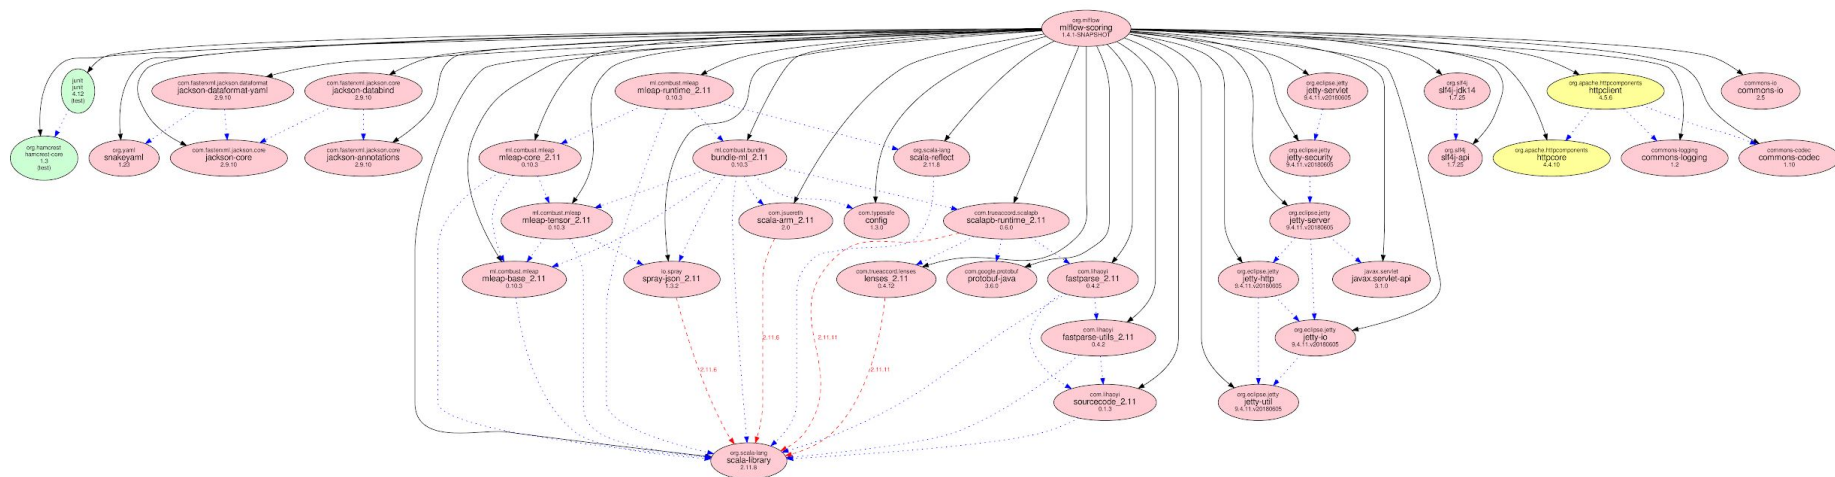 org.mlflow
mlflow-scoring
1.4.1-SNAPSHOT
junit
junit
4.12
(test)
com.fasterxml.jackson.dataformat
jackson-dataformat-yaml
2.9.10
com.fasterxml.jackson.core
jackson-databind
2.9.10
ml.combust.mleap
mleap-runtime_2.11
0.10.3
org.eclipse.jetty
jetty-servlet
9.4.11.v20180605
org.slf4j
slf4j-jdk14
1.7.25
org.apache.httpcomponents
httpclient
4.5.6
commons-io
commons-io
2.5
org.hamcrest
hamcrest-core
1.3
(test)
org.yaml
snakeyaml
1.23
com.fasterxml.jackson.core
jackson-core
2.9.10
com.fasterxml.jackson.core
jackson-annotations
2.9.10
ml.combust.mleap
mleap-core_2.11
0.10.3
ml.combust.bundle
bundle-ml_2.11
0.10.3
org.scala-lang
scala-reflect
2.11.8
org.eclipse.jetty
jetty-security
9.4.11.v20180605
org.slf4j
slf4j-api
1.7.25
org.apache.httpcomponents
httpcore
4.4.10
commons-logging
commons-logging
1.2
commons-codec
commons-codec
1.10
ml.combust.mleap
mleap-tensor_2.11
0.10.3
com.jsuereth
scala-arm_2.11
2.0
com.typesafe
config
1.3.0
com.trueaccord.scalapb
scalapb-runtime_2.11
0.6.0
org.eclipse.jetty
jetty-server
9.4.11.v20180605
ml.combust.mleap
mleap-base_2.11
0.10.3
io.spray
spray-json_2.11
1.3.2
com.trueaccord.lenses
lenses_2.11
0.4.12
com.google.protobuf
protobuf-java
3.6.0
com.lihaoyi
fastparse_2.11
0.4.2
org.eclipse.jetty
jetty-http
9.4.11.v20180605
javax.servlet
javax.servlet-api
3.1.0
2.11.6
2.11.11
com.lihaoyi
fastparse-utils_2.11
0.4.2
org.eclipse.jetty
jetty-io
9.4.11.v20180605
2.11.6
2.11.11
com.lihaoyi
sourcecode_2.11
0.1.3
org.eclipse.jetty
jetty-util
9.4.11.v20180605
org.scala-lang
scala-library
2.11.8